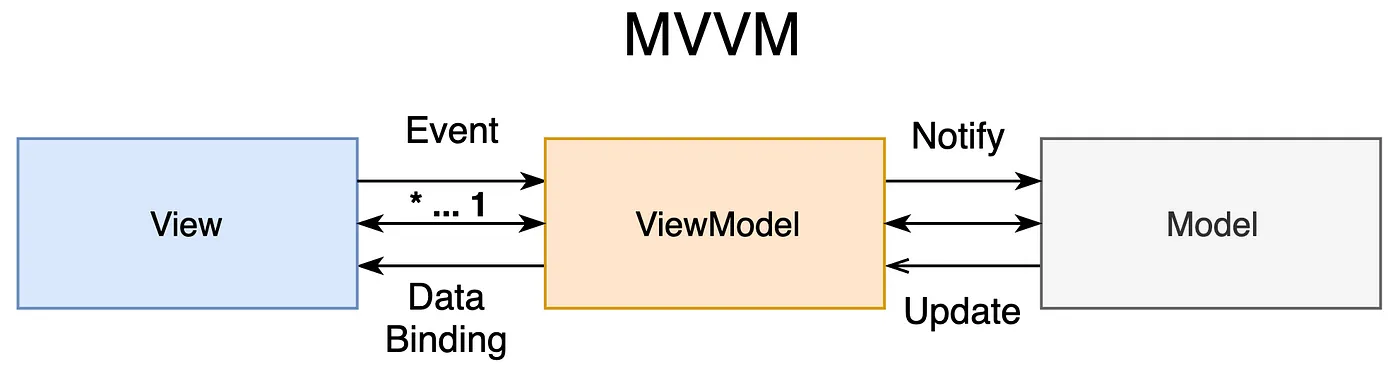 MVVM
Event
Notify
* ... 1
View
ViewModel
Model
Data
Binding
Update